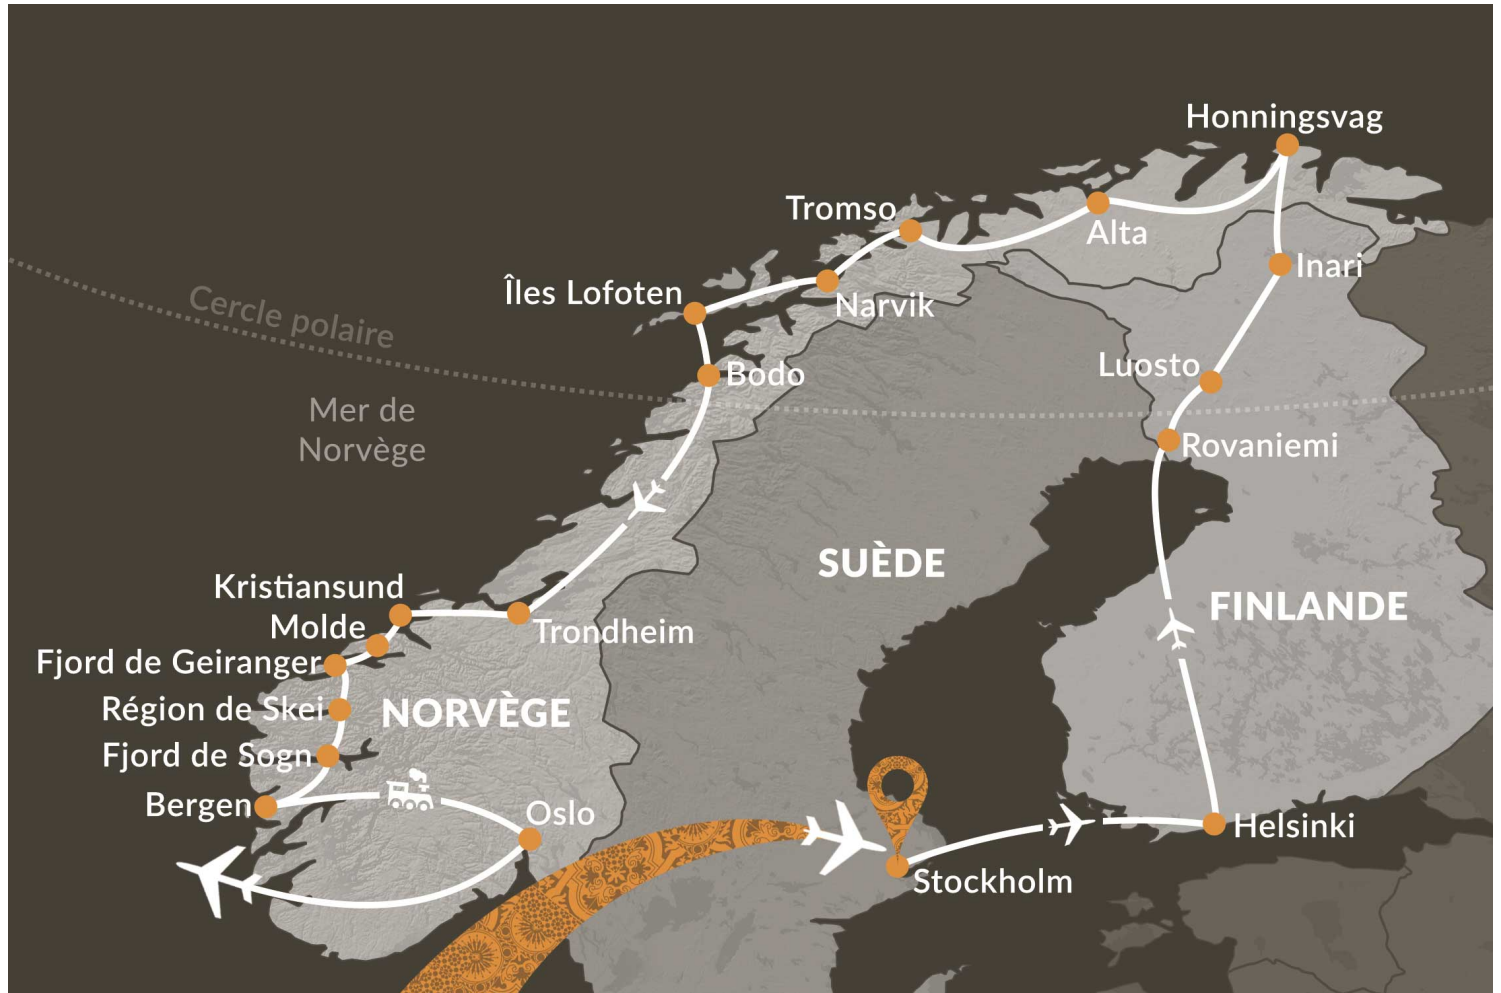 Honningsvag
Tromso
Alta
Inari
Îles Lofoten
Narvik
Cercle polaire
Luosto
Bodo
Mer de
Norvège
Rovaniemi
SUÈDE
Kristiansund
FINLANDE
Molde
Trondheim
Fjord de Geiranger
Région de Skei
NORVÈGE
Fjord de Sogn
Bergen
Oslo
Helsinki
Stockholm